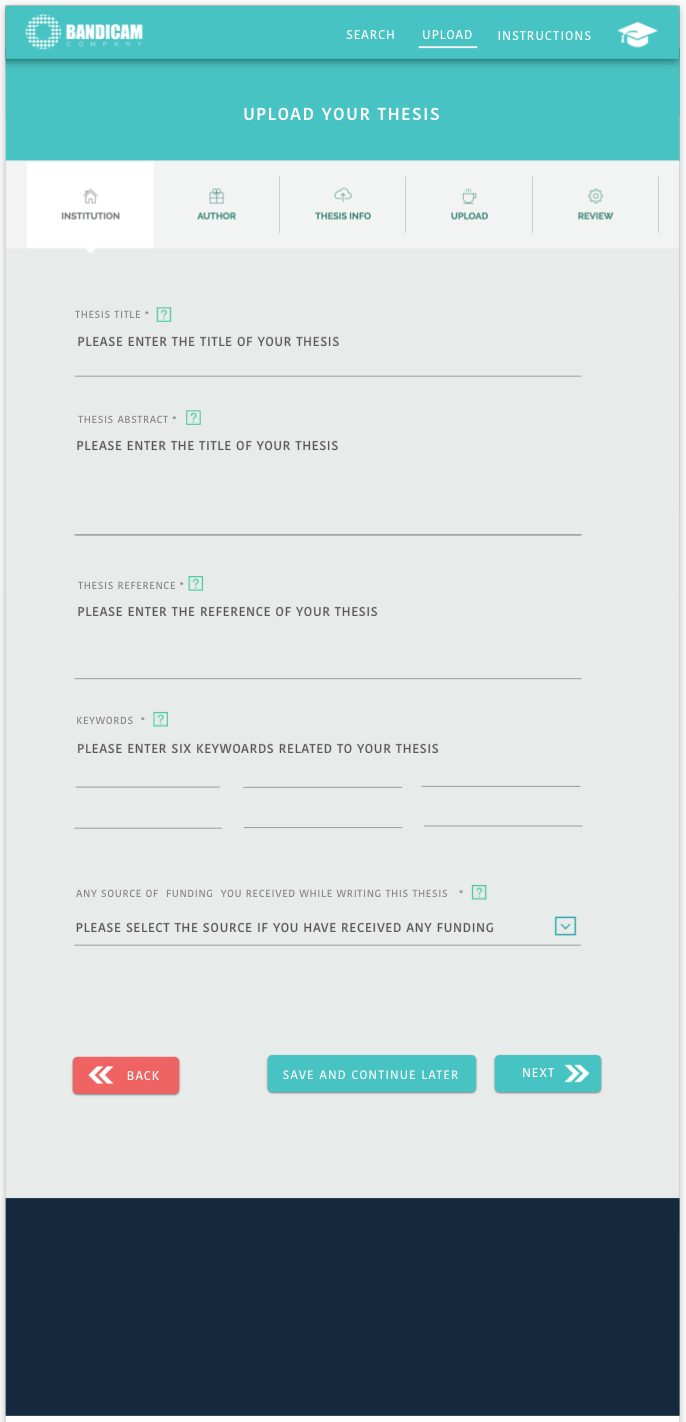 BANDICAM
COMPANY
SEARCH UPLOAD INSTRUCTIONS
UPLOAD YOUR THESIS
INSTITUTION AUTHOR THESIS INFO UPLOAD REVIEW
THESIS TITLE * ?
PLEASE ENTER THE TITLE OF YOUR THESIS
THESIS ABSTRACT * ?
PLEASE ENTER THE TITLE OF YOUR THESIS
THESIS REFERENCE * ?
PLEASE ENTER THE REFERENCE OF YOUR THESIS
KEYWORDS * ?
PLEASE ENTER SIX KEYWOARDS RELATED TO YOUR THESIS
ANY SOURCE OF FUNDING YOU RECEIVED WHILE WRITING THIS THESIS * ?
PLEASE SELECT THE SOURCE IF YOU HAVE RECEIVED ANY FUNDING
BACK SAVE AND CONTINUE LATER NEXT